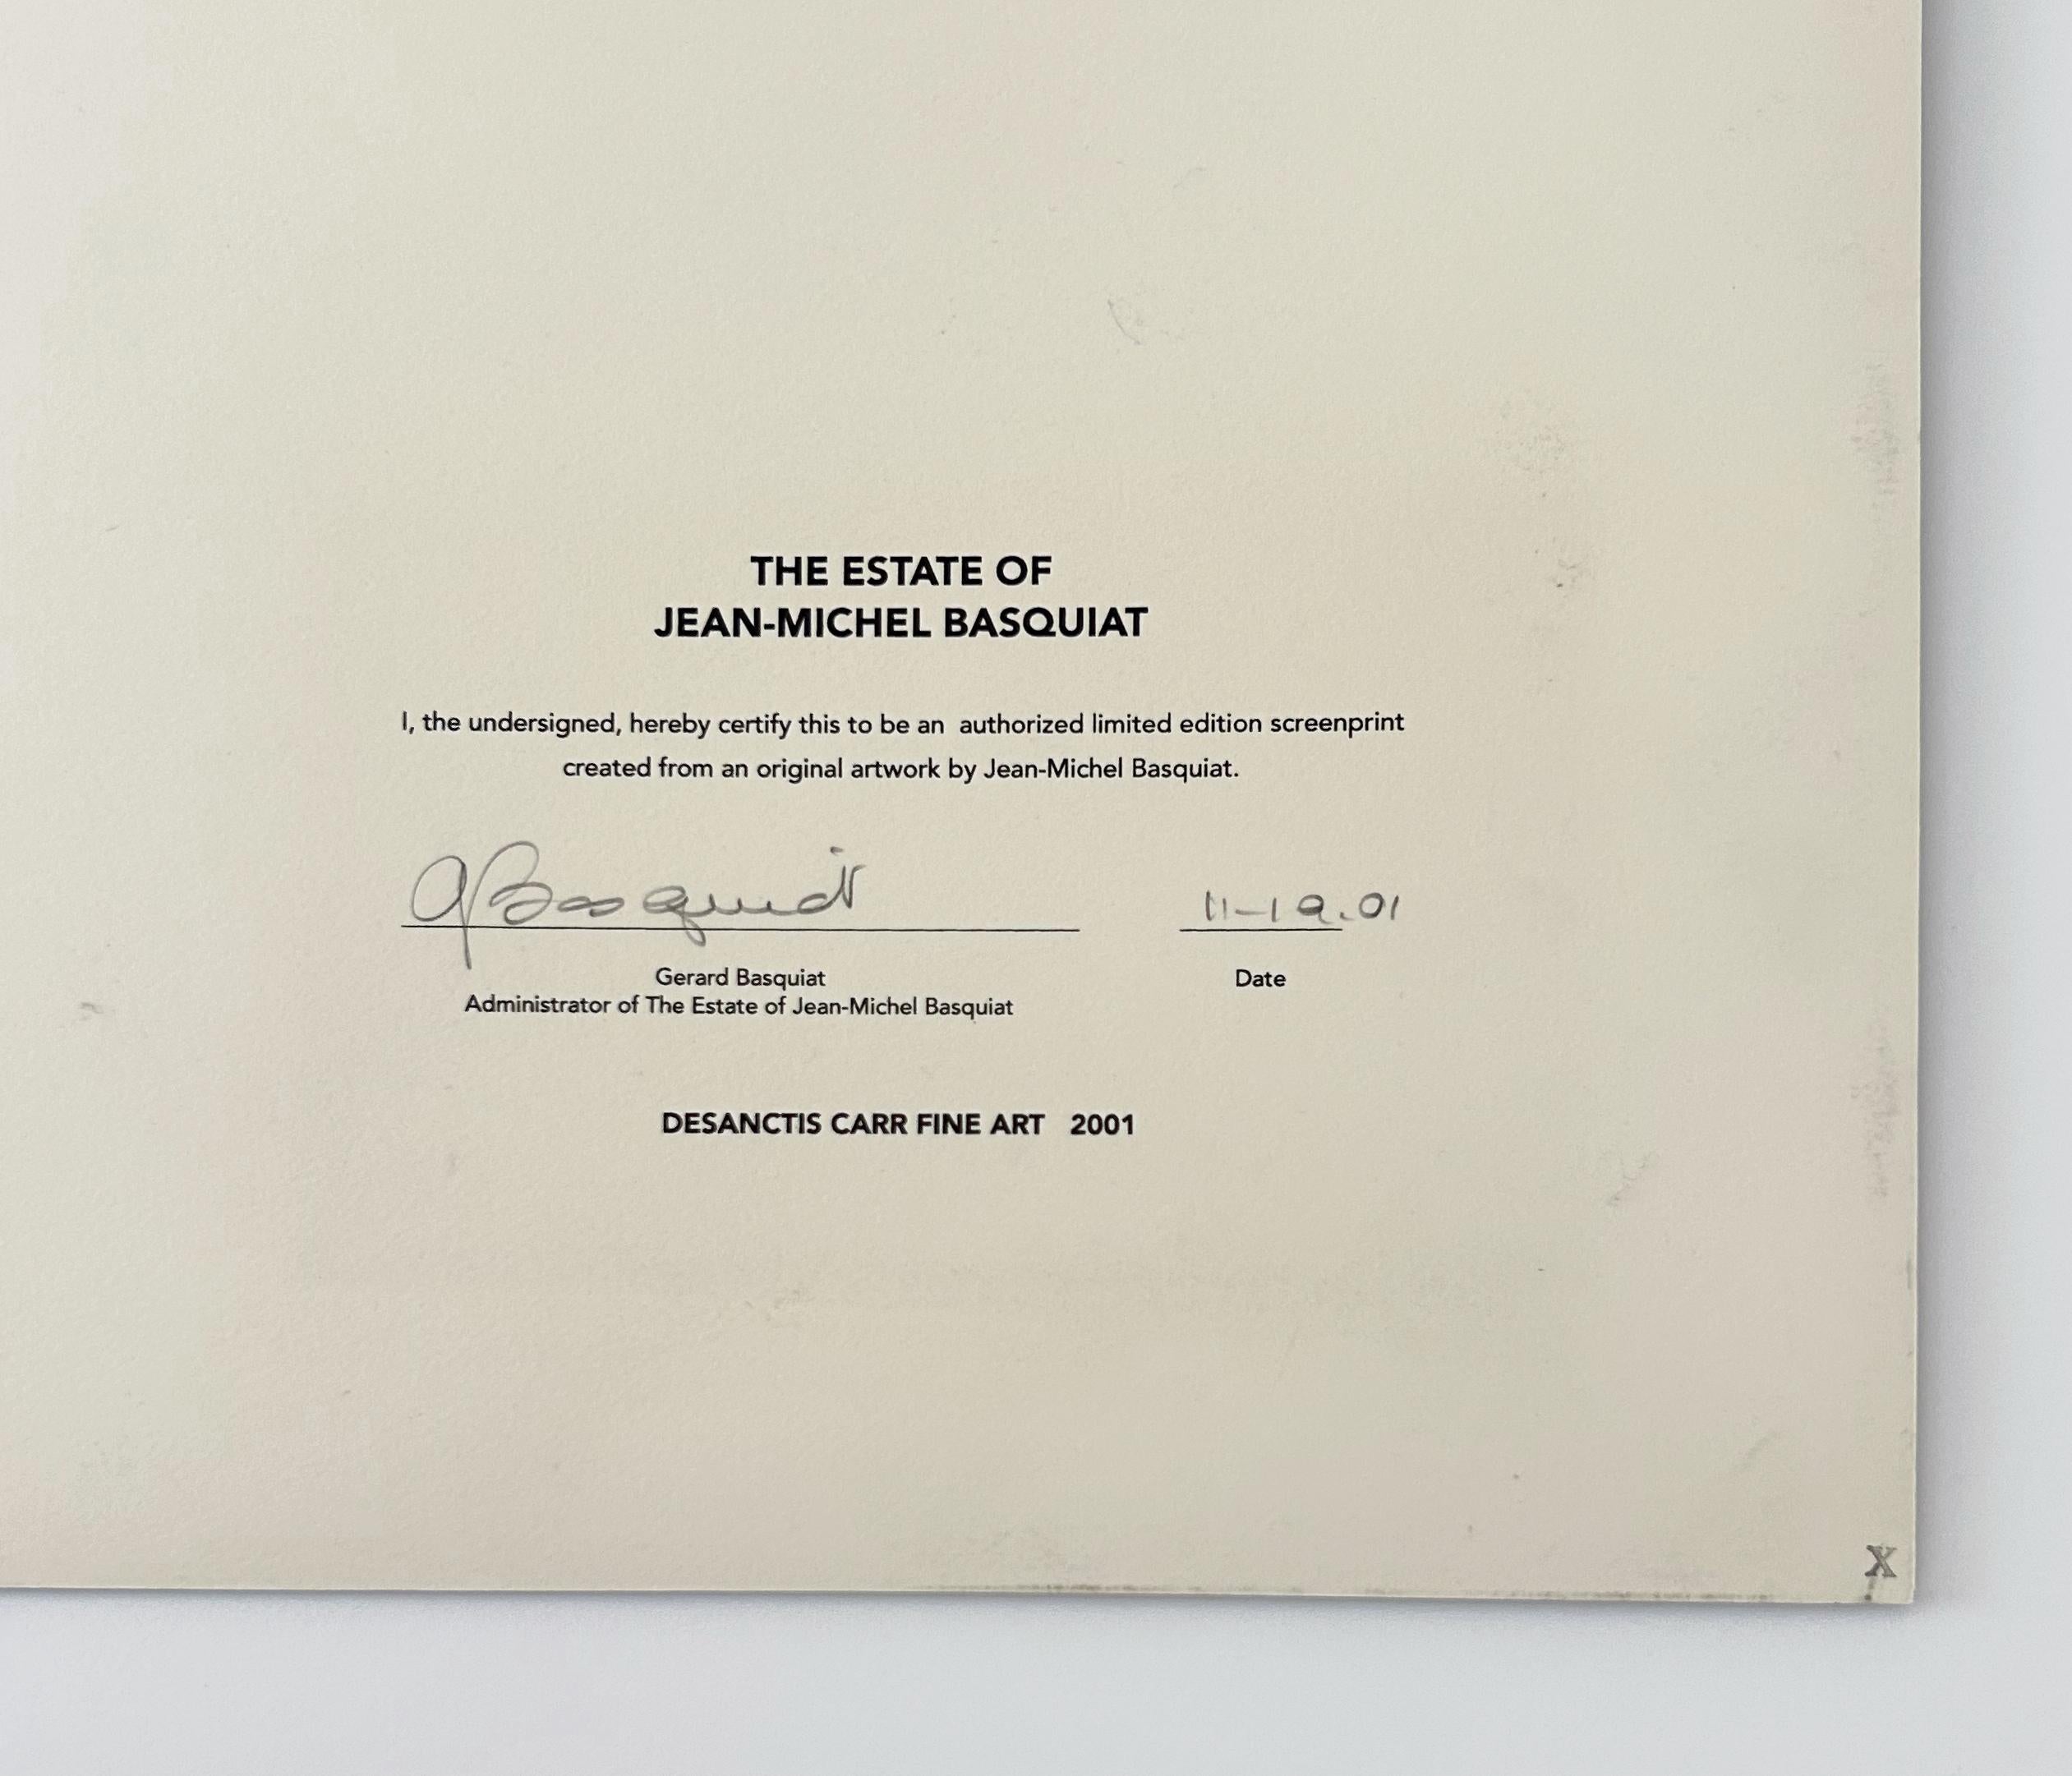 THE ESTATE OF
JEAN-MICHEL BASQUIAT
I, the undersigned, hereby certify this to be an authorized limited edition screenprint
created from an original artwork by Jean-Michel Basquiat.
G Basquiat 11-19.01
Gerard Basquiat Date
Administrator of The Estate of Jean-Michel Basquiat
DESANCTIS CARR FINE ART 2001
X